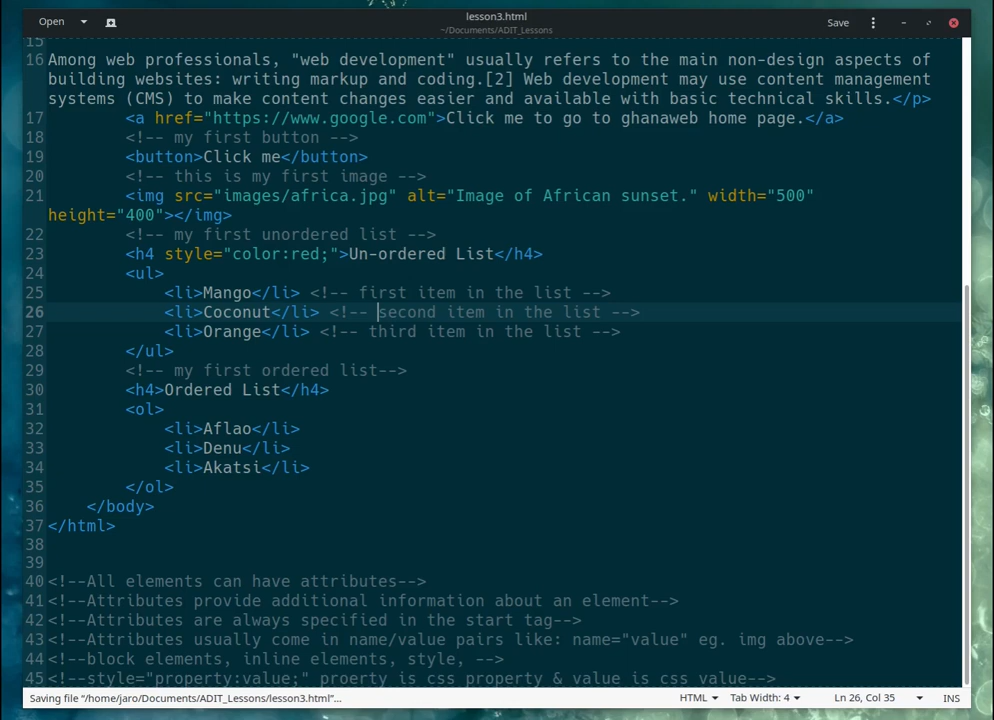 Open
lesson3.html
~/Documents/ADIT_Lessons
Save
15
16 Among web professionals, "web development" usually refers to the main non-design aspects of
building websites: writing markup and coding.[2] Web development may use content management
systems (CMS) to make content changes easier and available with basic technical skills.</p>
17 <a href="https://www.google.com">Click me to go to ghanaweb home page.</a>
18 <!-- my first button -->
19 <button>Click me</button>
20 <!-- this is my first image -->
21 <img src="images/africa.jpg" alt="Image of African sunset." width="500"
height="400"></img>
22 <!-- my first unordered list -->
23 <h4 style="color:red;">Un-ordered List</h4>
24 <ul>
25 <li>Mango</li> <!-- first item in the list -->
26 <li>Coconut</li> <!-- second item in the list -->
27 <li>Orange</li> <!-- third item in the list -->
28 </ul>
29 <!-- my first ordered list-->
30 <h4>Ordered List</h4>
31 <ol>
32 <li>Aflao</li>
33 <li>Denu</li>
34 <li>Akatsi</li>
35 </ol>
36 </body>
37 </html>
38
39
40 <!--All elements can have attributes-->
41 <!--Attributes provide additional information about an element-->
42 <!--Attributes are always specified in the start tag-->
43 <!--Attributes usually come in name/value pairs like: name="value" eg. img above-->
44 <!--block elements, inline elements, style, -->
45 <!--style="property:value;" proerty is css property & value is css value-->
Saving file “/home/jaro/Documents/ADIT_Lessons/lesson3.html”… HTML Tab Width: 4 Ln 26, Col 35 INS